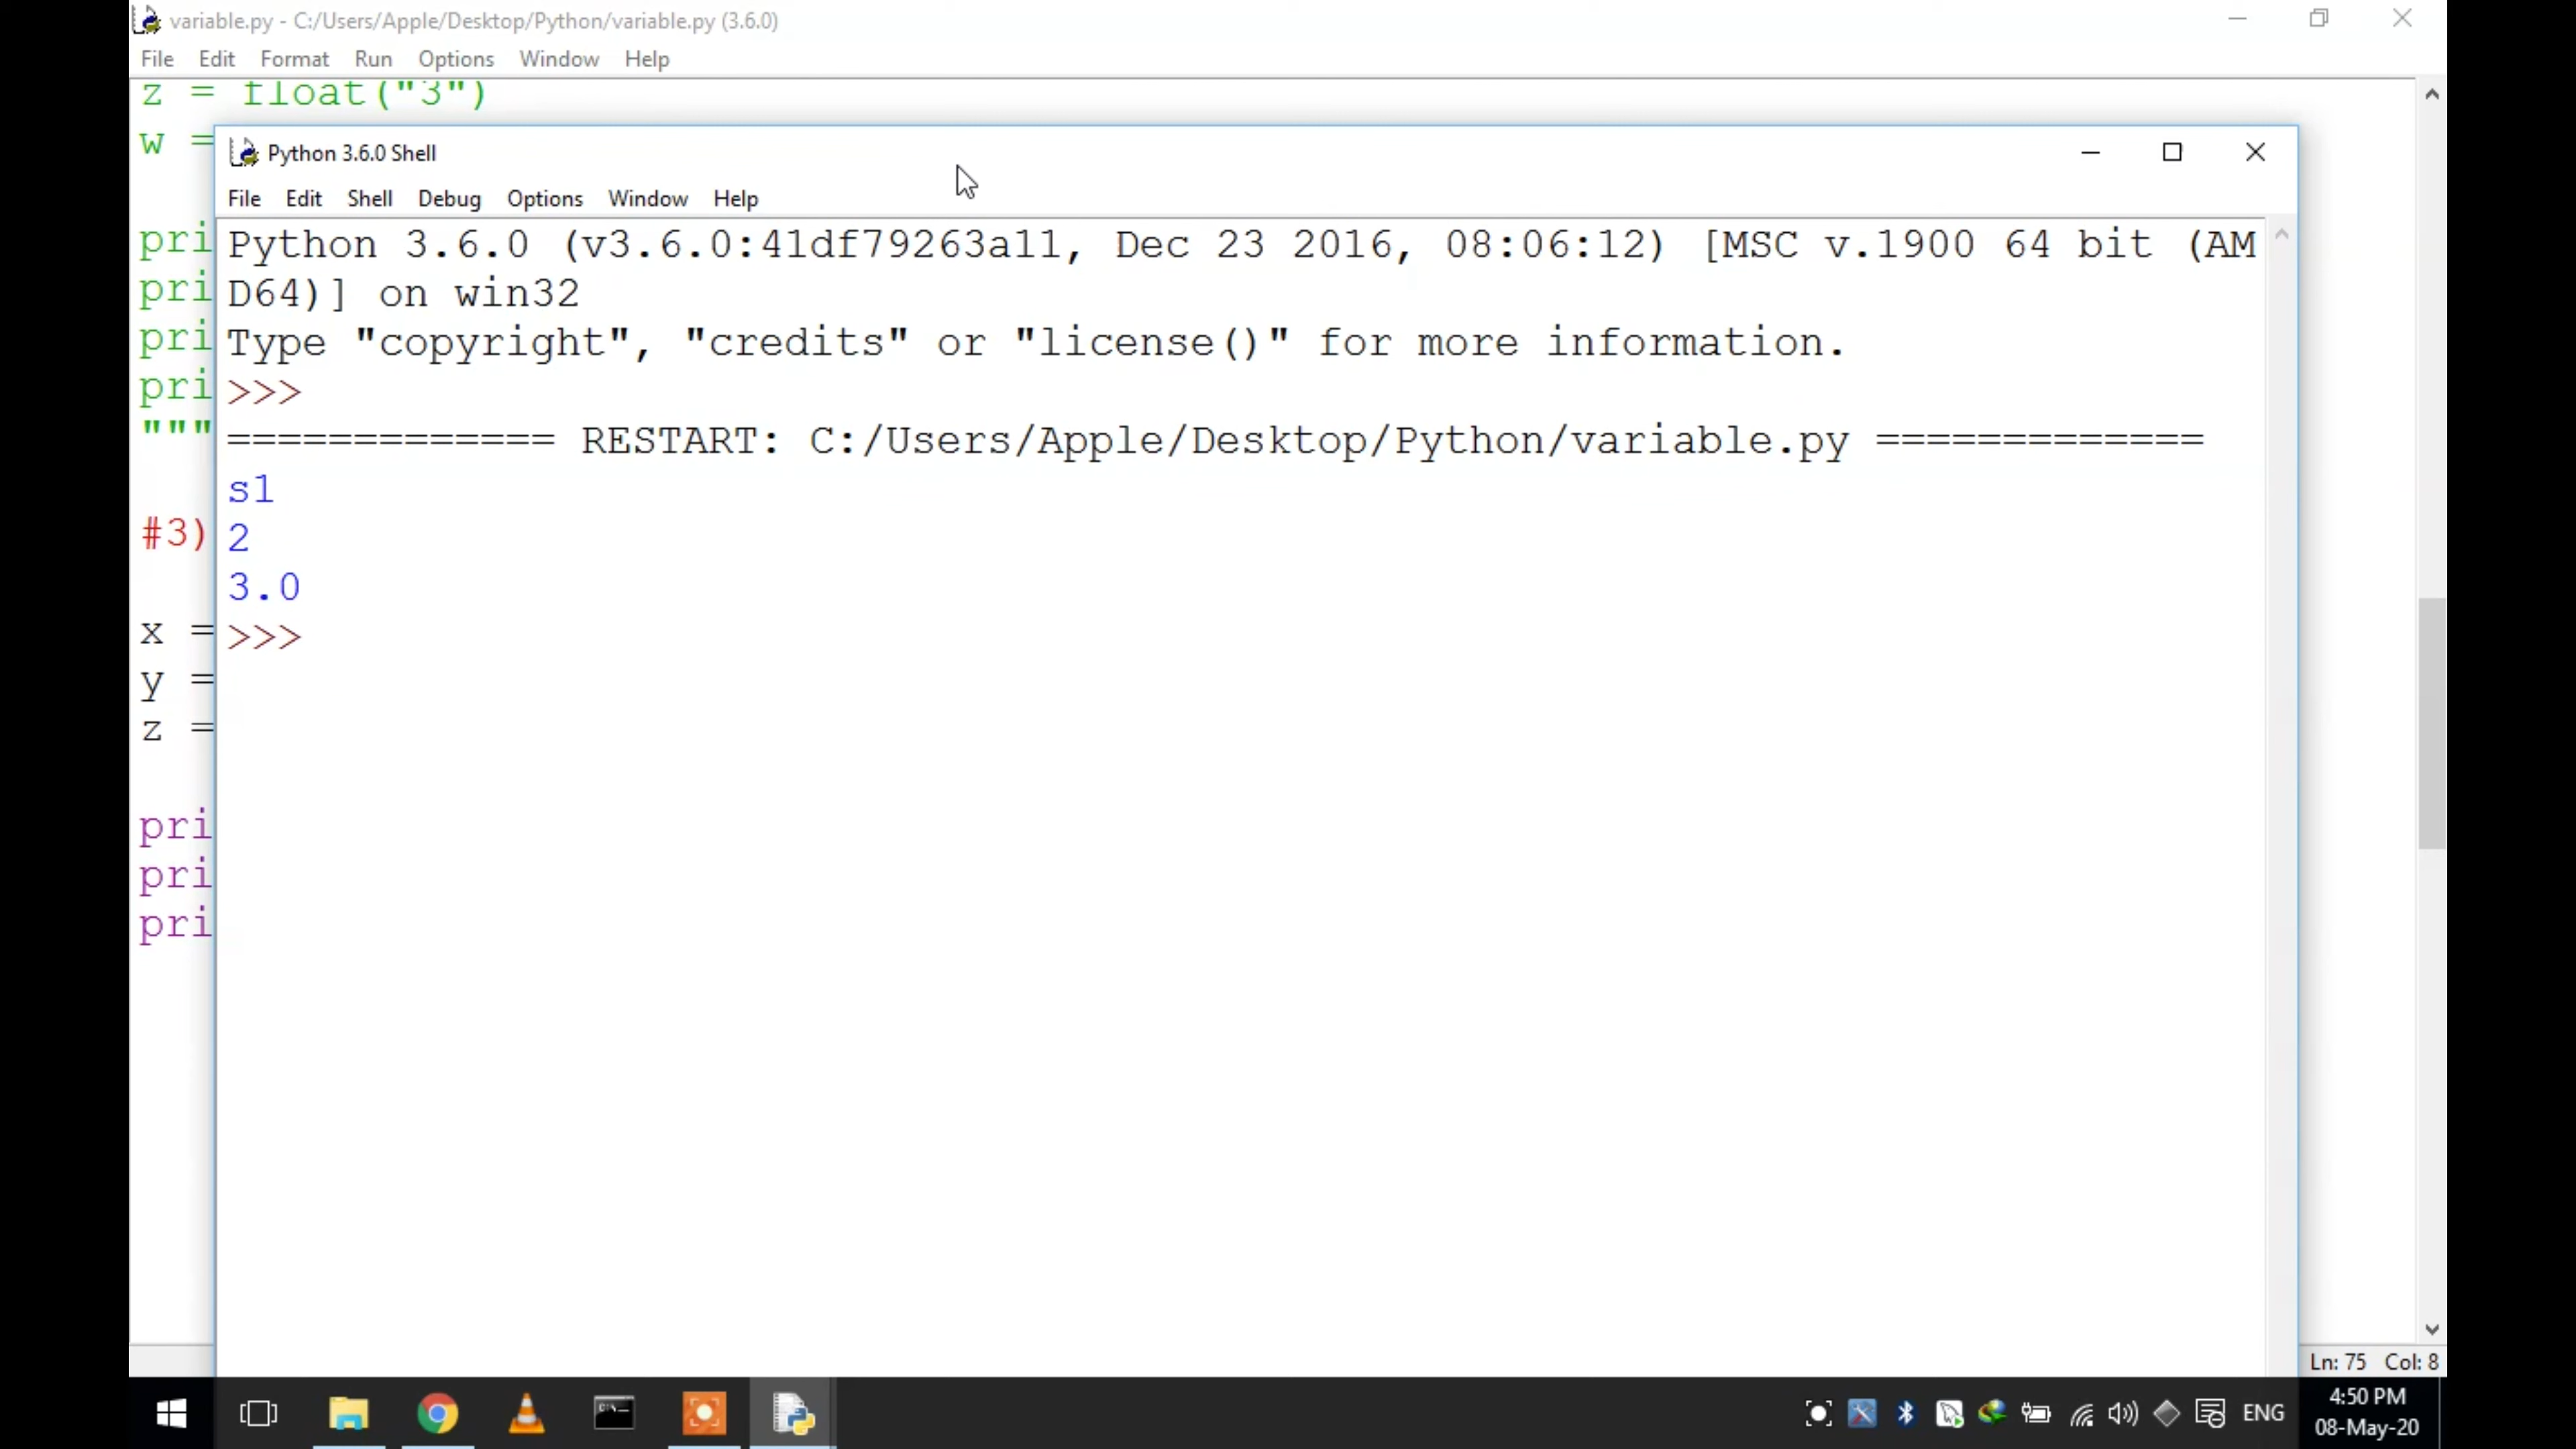 variable.py - C:/Users/Apple/Desktop/Python/variable.py (3.6.0)
File Edit Format Run Options Window Help
z = float("3")
w =
Python 3.6.0 Shell
File Edit Shell Debug Options Window Help
pri
pri
pri
pri
"""
#3)
x =
y =
z =
pri
pri
pri
Python 3.6.0 (v3.6.0:41df79263a11, Dec 23 2016, 08:06:12) [MSC v.1900 64 bit (AM
D64)] on win32
Type "copyright", "credits" or "license()" for more information.
>>>
============= RESTART: C:/Users/Apple/Desktop/Python/variable.py =============
s1
2
3.0
>>>
Ln: 75 Col: 8
ENG
4:50 PM
08-May-20